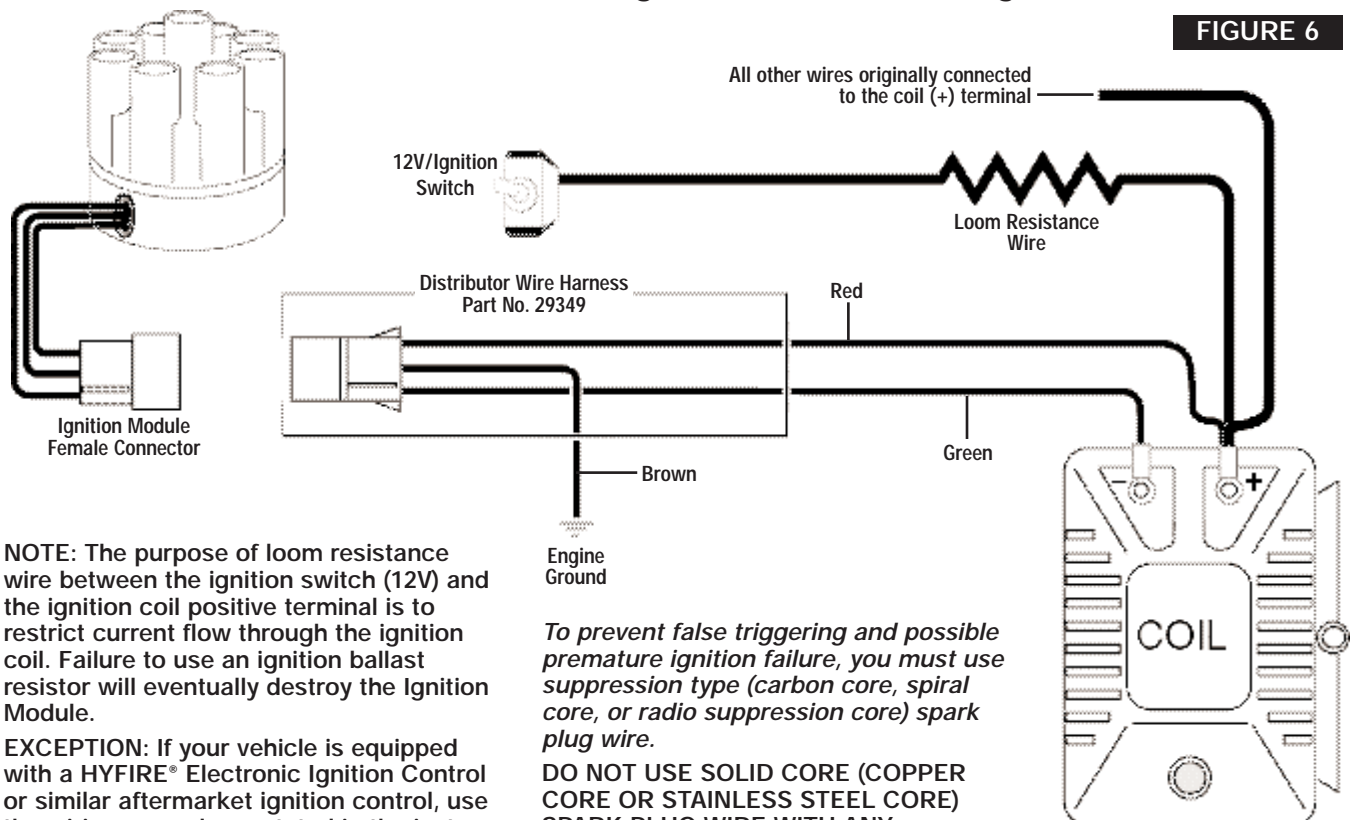 FIGURE 6
All other wires originally connected
to the coil (+) terminal
12V/Ignition
Switch
Loom Resistance
Wire
Distributor Wire Harness
Part No. 29349
Red
Ignition Module
Female Connector
Green
Brown
Engine
Ground
- +
COIL
NOTE: The purpose of loom resistance
wire between the ignition switch (12V) and
the ignition coil positive terminal is to
restrict current flow through the ignition
coil. Failure to use an ignition ballast
resistor will eventually destroy the Ignition
Module.
EXCEPTION: If your vehicle is equipped
with a HYFIRE® Electronic Ignition Control
or similar aftermarket ignition control, use
To prevent false triggering and possible
premature ignition failure, you must use
suppression type (carbon core, spiral
core, or radio suppression core) spark
plug wire.
DO NOT USE SOLID CORE (COPPER
CORE OR STAINLESS STEEL CORE)
SPARK PLUG WIRE WITH ANY